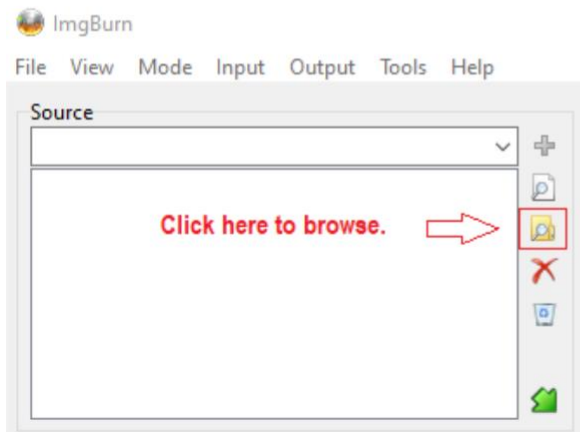 ImgBurn
File View Mode Input Output Tools Help
Source
Click here to browse.